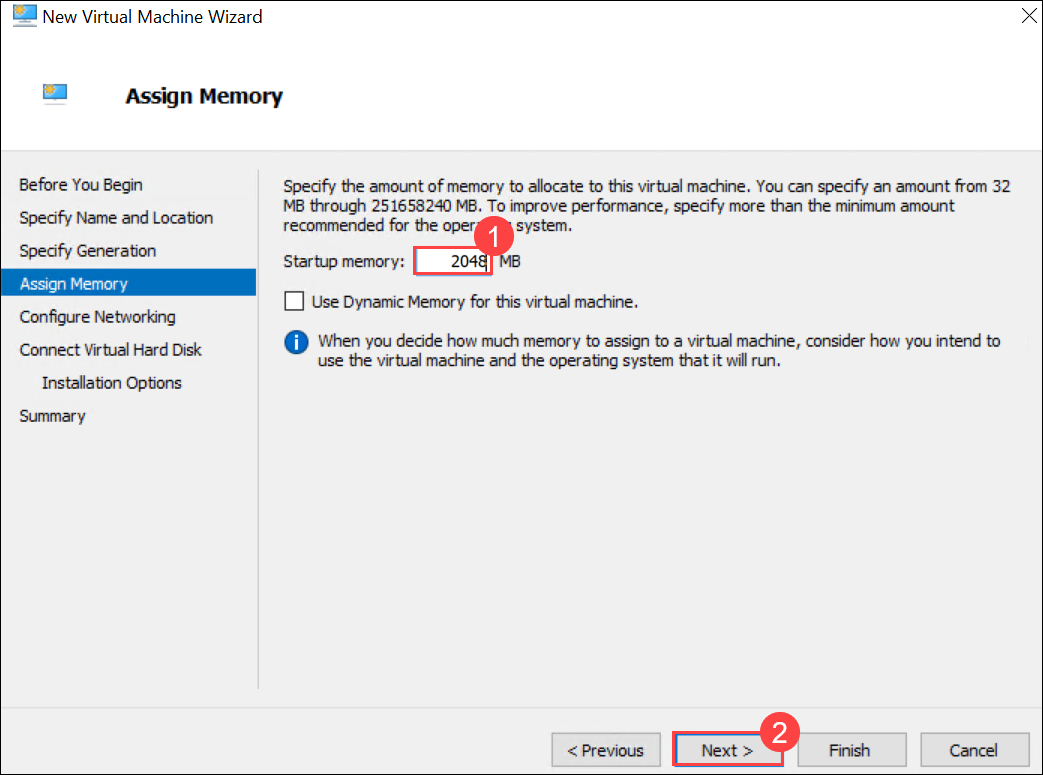 New Virtual Machine Wizard
Assign Memory
Before You Begin
Specify Name and Location
Specify Generation
Assign Memory
Configure Networking
Connect Virtual Hard Disk
Installation Options
Summary
Specify the amount of memory to allocate to this virtual machine. You can specify an amount from 32
MB through 251658240 MB. To improve performance, specify more than the minimum amount
recommended for the system.
1
Startup memory: 2048 MB
Use Dynamic Memory for this virtual machine.
When you decide how much memory to assign to a virtual machine, consider how you intend to
use the virtual machine and the operating system that it will run.
2
< Previous Next > Finish Cancel